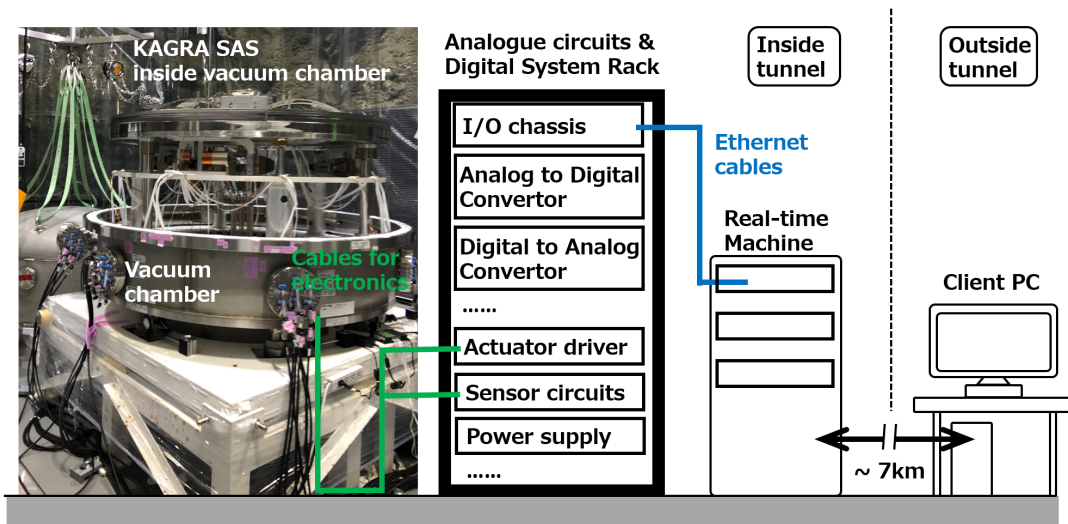 KAGRA SAS
inside vacuum chamber
Vacuum
chamber
Cables for
electronics
Analogue circuits &
Digital System Rack
I/O chassis
Analog to Digital
Convertor
Digital to Analog
Convertor
......
Actuator driver
Sensor circuits
Power supply
......
Inside
tunnel
Outside
tunnel
Ethernet
cables
Real-time
Machine
Client PC
~ 7km